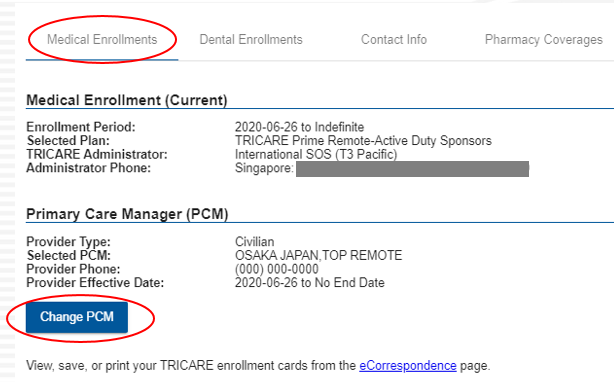 Medical Enrollments Dental Enrollments Contact Info Pharmacy Coverages
Medical Enrollment (Current)
Enrollment Period: 2020-06-26 to Indefinite
Selected Plan: TRICARE Prime Remote-Active Duty Sponsors
TRICARE Administrator: International SOS (T3 Pacific)
Administrator Phone: Singapore:
Primary Care Manager (PCM)
Provider Type: Civilian
Selected PCM: OSAKA JAPAN,TOP REMOTE
Provider Phone: (000) 000-0000
Provider Effective Date: 2020-06-26 to No End Date
Change PCM
View, save, or print your TRICARE enrollment cards from the eCorrespondence page.